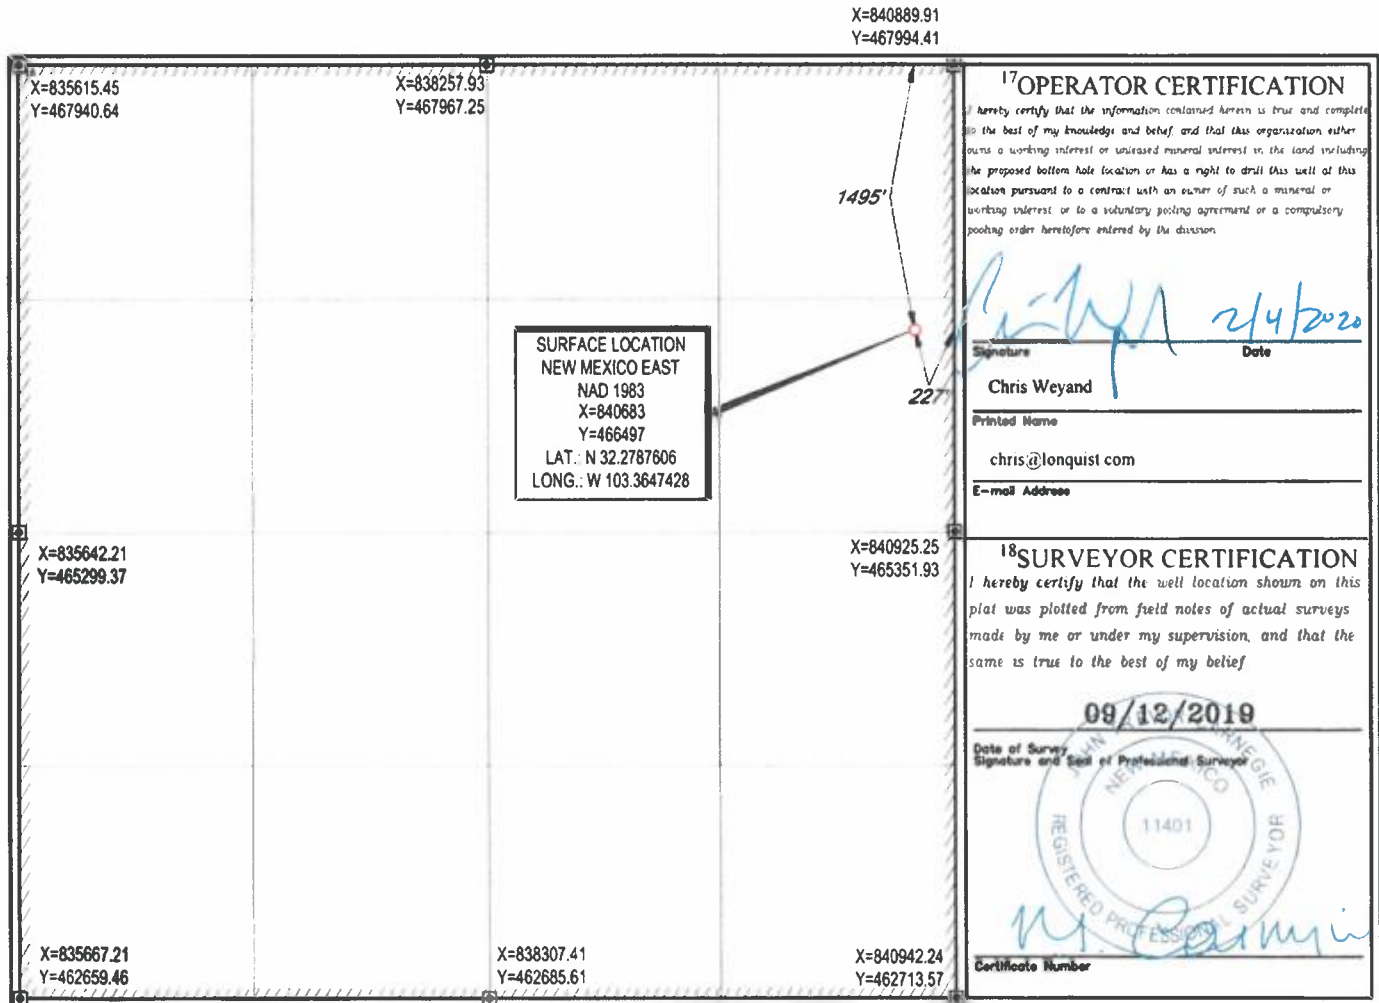 X=840889.91
Y=467994.41
X=835615.45
Y=467940.64
X=838257.93
Y=467967.25
1495'
227'
SURFACE LOCATION
NEW MEXICO EAST
NAD 1983
X=840683
Y=466497
LAT.: N 32.2787606
LONG.: W 103.3647428
X=835642.21
Y=465299.37
X=840925.25
Y=465351.93
X=835667.21
Y=462659.46
X=838307.41
Y=462685.61
X=840942.24
Y=462713.57
17 OPERATOR CERTIFICATION
I hereby certify that the information contained herein is true and complete
to the best of my knowledge and belief, and that this organization either
owns a working interest or unleased mineral interest in the land including
the proposed bottom hole location or has a right to drill this well at this
location pursuant to a contract with an owner of such a mineral or
working interest, or to a voluntary pooling agreement or a compulsory
pooling order heretofore entered by the division
2/4/2020
Signature Date
Chris Weyand
Printed Name
chris@lonquist.com
E-mail Address
18 SURVEYOR CERTIFICATION
I hereby certify that the well location shown on this
plat was plotted from field notes of actual surveys
made by me or under my supervision, and that the
same is true to the best of my belief
09/12/2019
Date of Survey
Signature and Seal of Professional Surveyor
JOHN
NEW MEXICO
11401
REGISTERED PROFESSIONAL SURVEYOR
Certificate Number